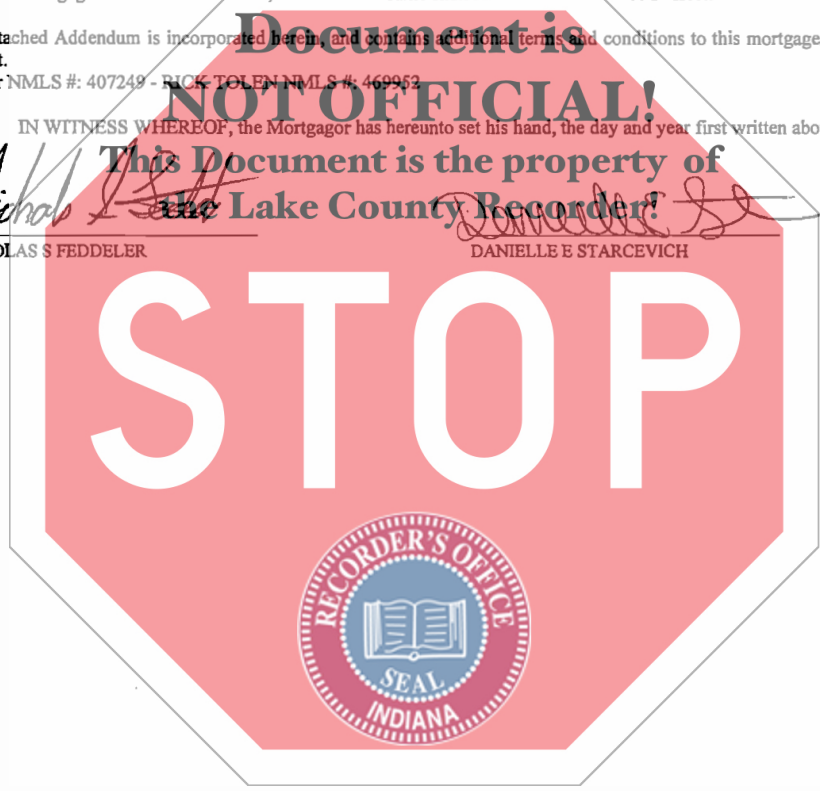 Document is
tached Addendum is incorporated herein, and contains additional terms and conditions to this mortgage
t.
NMLS #: 407249 - RICK TOLEN NMLS #: 469952
NOT OFFICIAL!
IN WITNESS WHEREOF, the Mortgagor has hereunto set his hand, the day and year first written abo
This Document is the property of
the Lake County Recorder!
OLAS S FEDDELER
DANIELLE E STARCEVICH
STOP
RECORDER'S OFFICE
SEAL
INDIANA